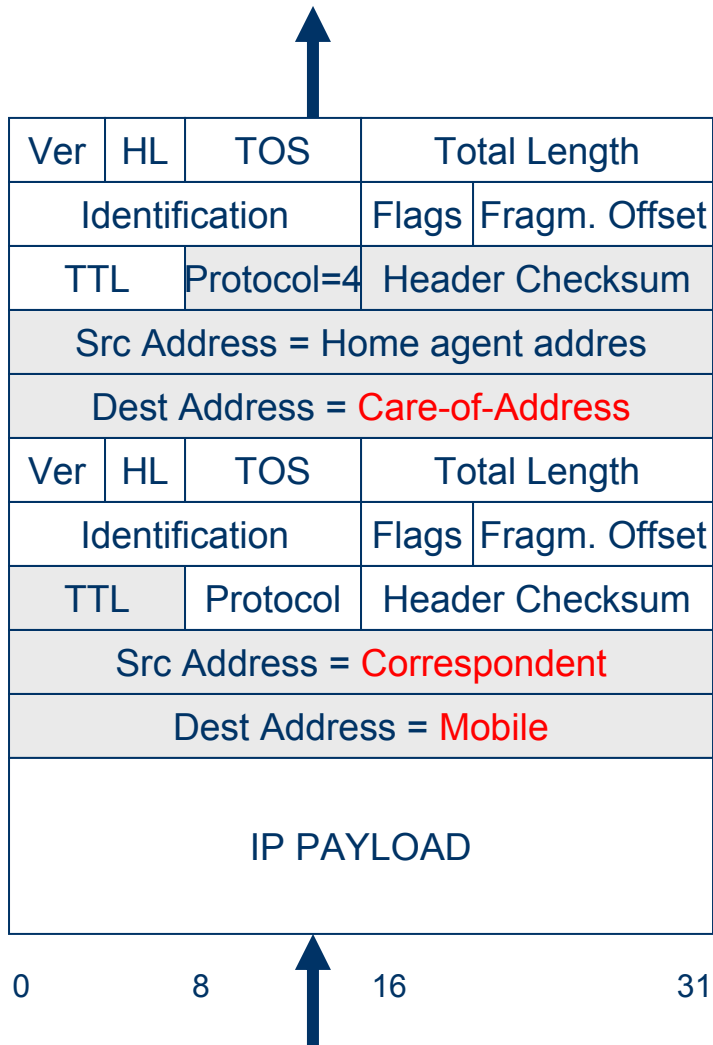 Ver HL TOS Total Length
Identification Flags Fragm. Offset
TTL Protocol=4 Header Checksum
Src Address = Home agent addres
Dest Address = Care-of-Address
Ver HL TOS Total Length
Identification Flags Fragm. Offset
TTL Protocol Header Checksum
Src Address = Correspondent
Dest Address = Mobile
IP PAYLOAD
0 8 16 31